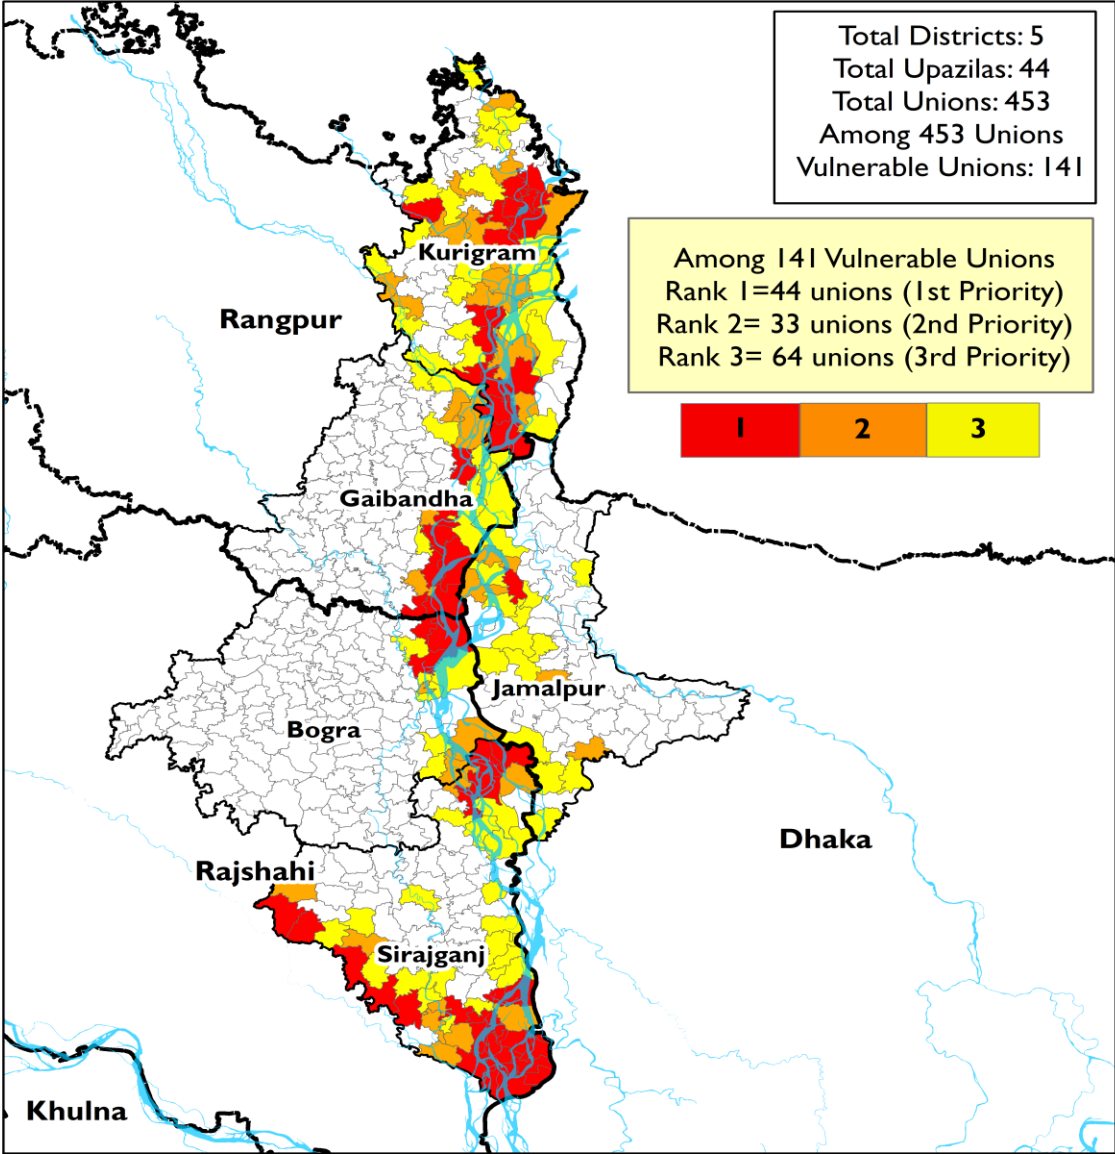 Total Districts: 5
Total Upazilas: 44
Total Unions: 453
Among 453 Unions
Vulnerable Unions: 141
Among 141 Vulnerable Unions
Rank 1=44 unions (1st Priority)
Rank 2= 33 unions (2nd Priority)
Rank 3= 64 unions (3rd Priority)
1 2 3
Kurigram
Rangpur
Gaibandha
Jamalpur
Bogra
Dhaka
Rajshahi
Sirajganj
Khulna